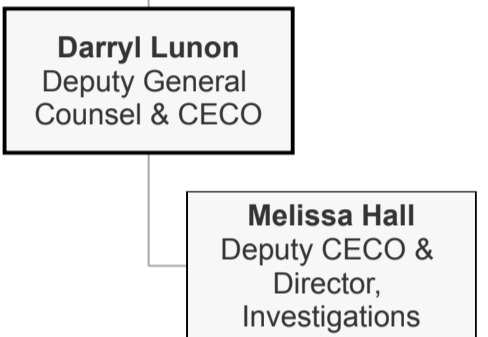 Darryl Lunon
Deputy General
Counsel & CECO
Melissa Hall
Deputy CECO &
Director,
Investigations